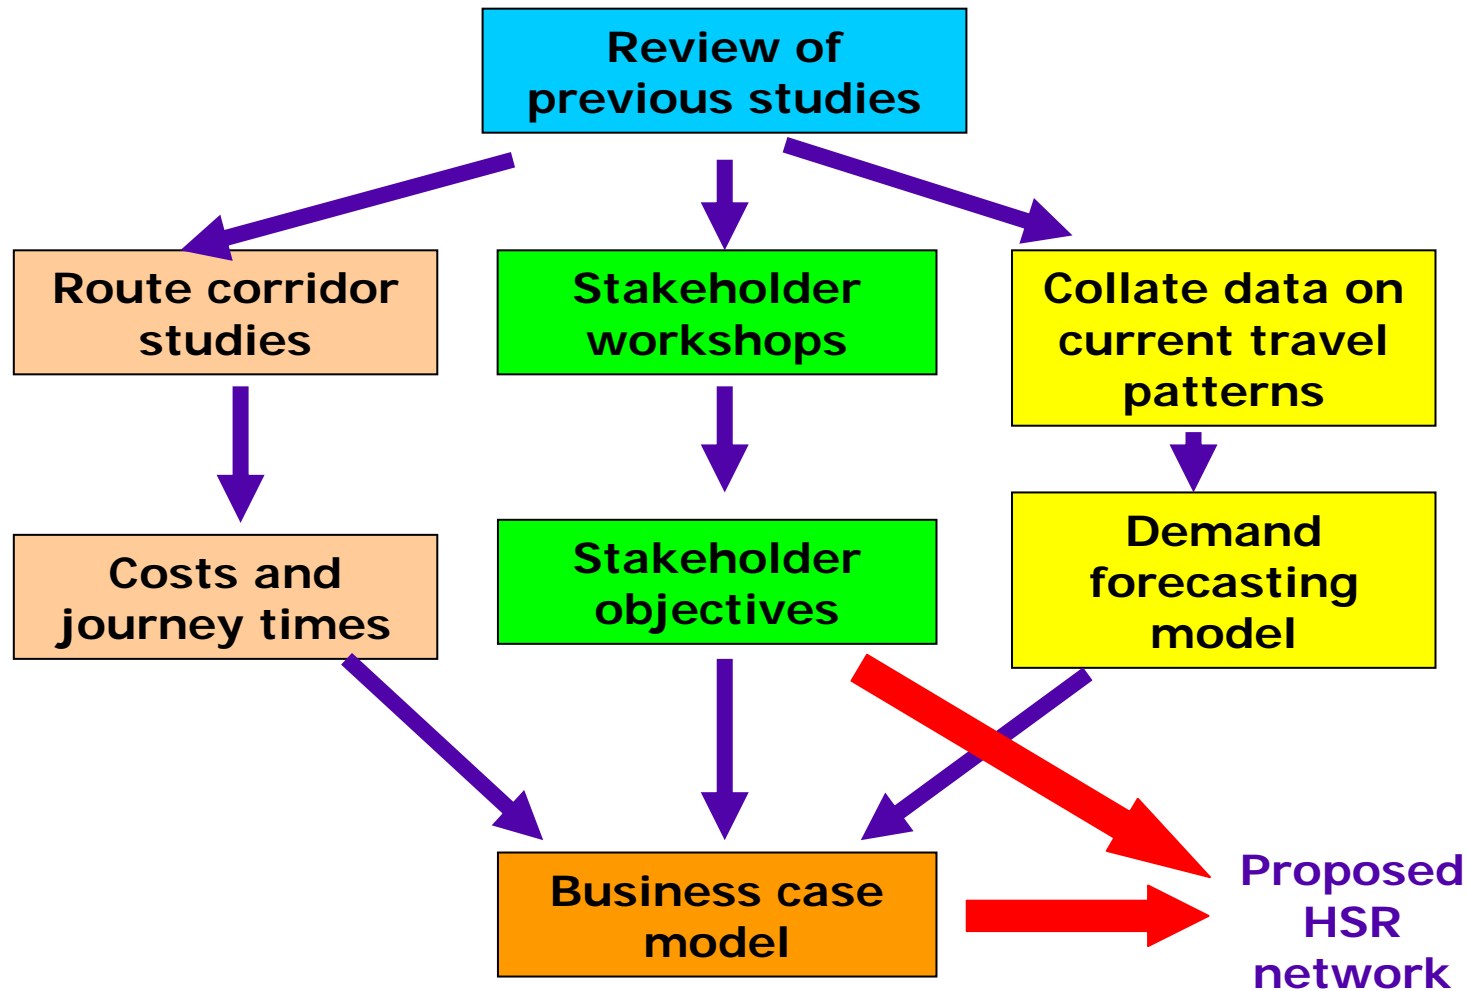 Review of
previous studies
Route corridor
studies
Stakeholder
workshops
Collate data on
current travel
patterns
Costs and
journey times
Stakeholder
objectives
Demand
forecasting
model
Business case
model
Proposed
HSR
network